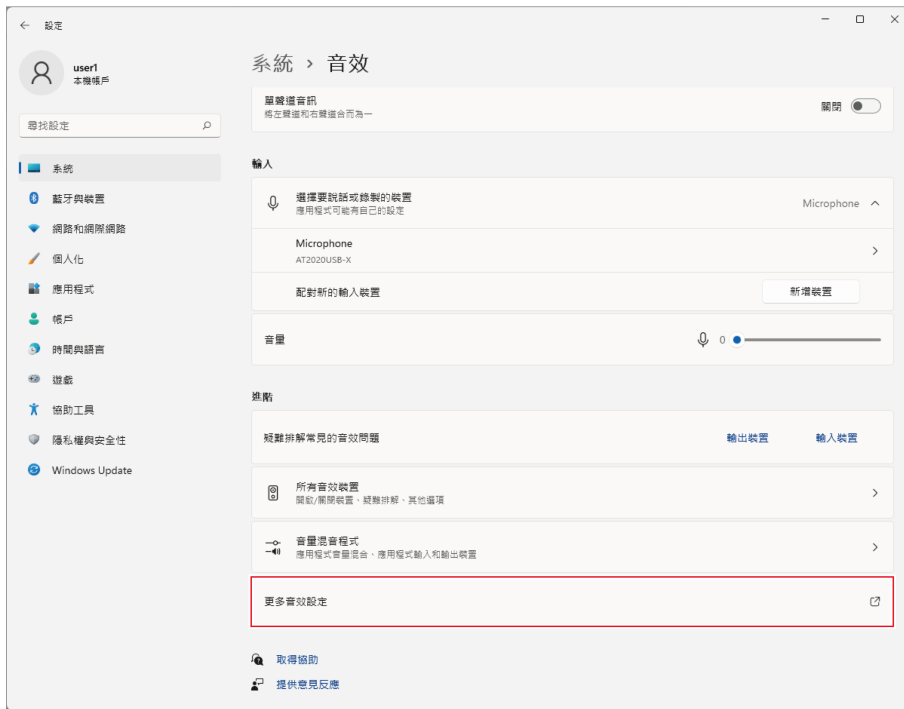 設定
user1
本機帳戶
尋找設定
系統
藍牙與裝置
網路和網際網路
個人化
應用程式
帳戶
時間與語言
遊戲
協助工具
隱私權與安全性
Windows Update
系統 › 音效
單聲道音訊
將左聲道和右聲道合而為一
關閉
輸入
選擇要說話或錄製的裝置
應用程式可能有自己的設定
Microphone
Microphone
AT2020USB-X
配對新的輸入裝置
新增裝置
音量
0
進階
疑難排解常見的音效問題
輸出裝置
輸入裝置
所有音效裝置
開啟/關閉裝置、疑難排解、其他選項
音量混音程式
應用程式音量混合、應用程式輸入和輸出裝置
更多音效設定
取得協助
提供意見反應